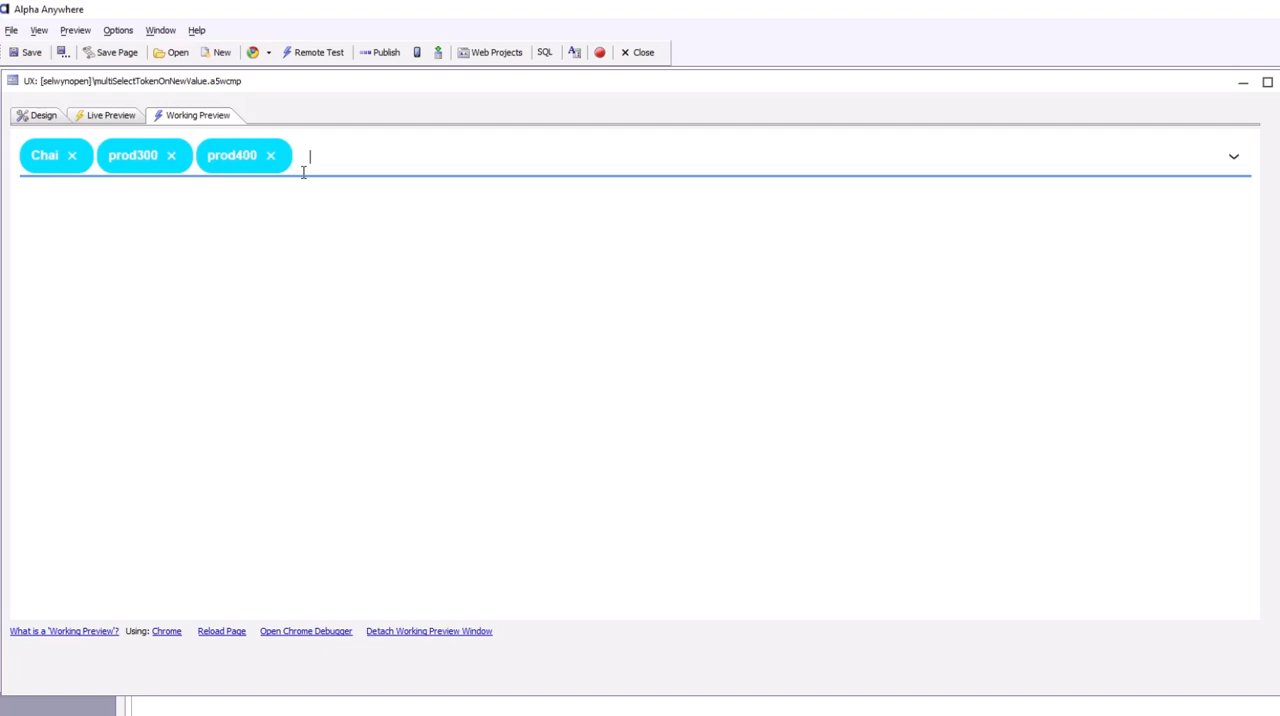 Alpha Anywhere
File View Preview Options Window Help
Save Save Page Open New Remote Test Publish Web Projects SQL Close
UX: [selwynopen]\multiSelectTokenOnNewValue.a5wcmp
Design Live Preview Working Preview
Chai × prod300 × prod400 ×
What is a 'Working Preview'? Using: Chrome Reload Page Open Chrome Debugger Detach Working Preview Window